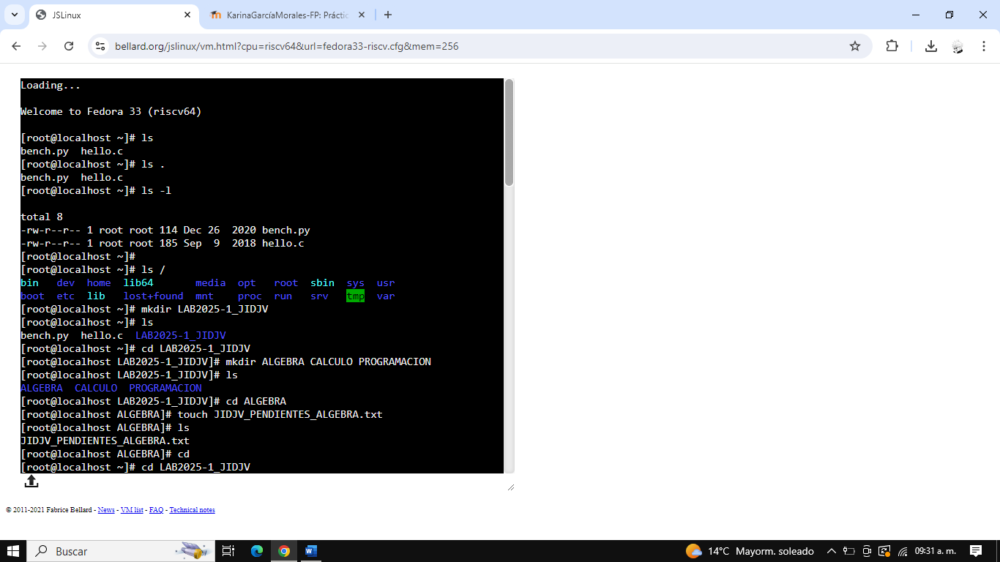 JSLinux
KarinaGarcíaMorales-FP: Práctic
bellard.org/jslinux/vm.html?cpu=riscv64&url=fedora33-riscv.cfg&mem=256
Loading...
Welcome to Fedora 33 (riscv64)
[root@localhost ~]# ls
bench.py  hello.c
[root@localhost ~]# ls .
bench.py  hello.c
[root@localhost ~]# ls -l
total 8
-rw-r--r-- 1 root root 114 Dec 26  2020 bench.py
-rw-r--r-- 1 root root 185 Sep  9  2018 hello.c
[root@localhost ~]#
[root@localhost ~]# ls /
bin   dev  home  lib64       media  opt   root  sbin  sys  usr
boot  etc  lib   lost+found  mnt    proc  run   srv   tmp  var
[root@localhost ~]# mkdir LAB2025-1_JIDJV
[root@localhost ~]# ls
bench.py  hello.c  LAB2025-1_JIDJV
[root@localhost ~]# cd LAB2025-1_JIDJV
[root@localhost LAB2025-1_JIDJV]# mkdir ALGEBRA CALCULO PROGRAMACION
[root@localhost LAB2025-1_JIDJV]# ls
ALGEBRA  CALCULO  PROGRAMACION
[root@localhost LAB2025-1_JIDJV]# cd ALGEBRA
[root@localhost ALGEBRA]# touch JIDJV_PENDIENTES_ALGEBRA.txt
[root@localhost ALGEBRA]# ls
JIDJV_PENDIENTES_ALGEBRA.txt
[root@localhost ALGEBRA]# cd
[root@localhost ~]# cd LAB2025-1_JIDJV
© 2011-2021 Fabrice Bellard - News - VM list - FAQ - Technical notes
Buscar
14°C Mayorm. soleado
09:31 a. m.